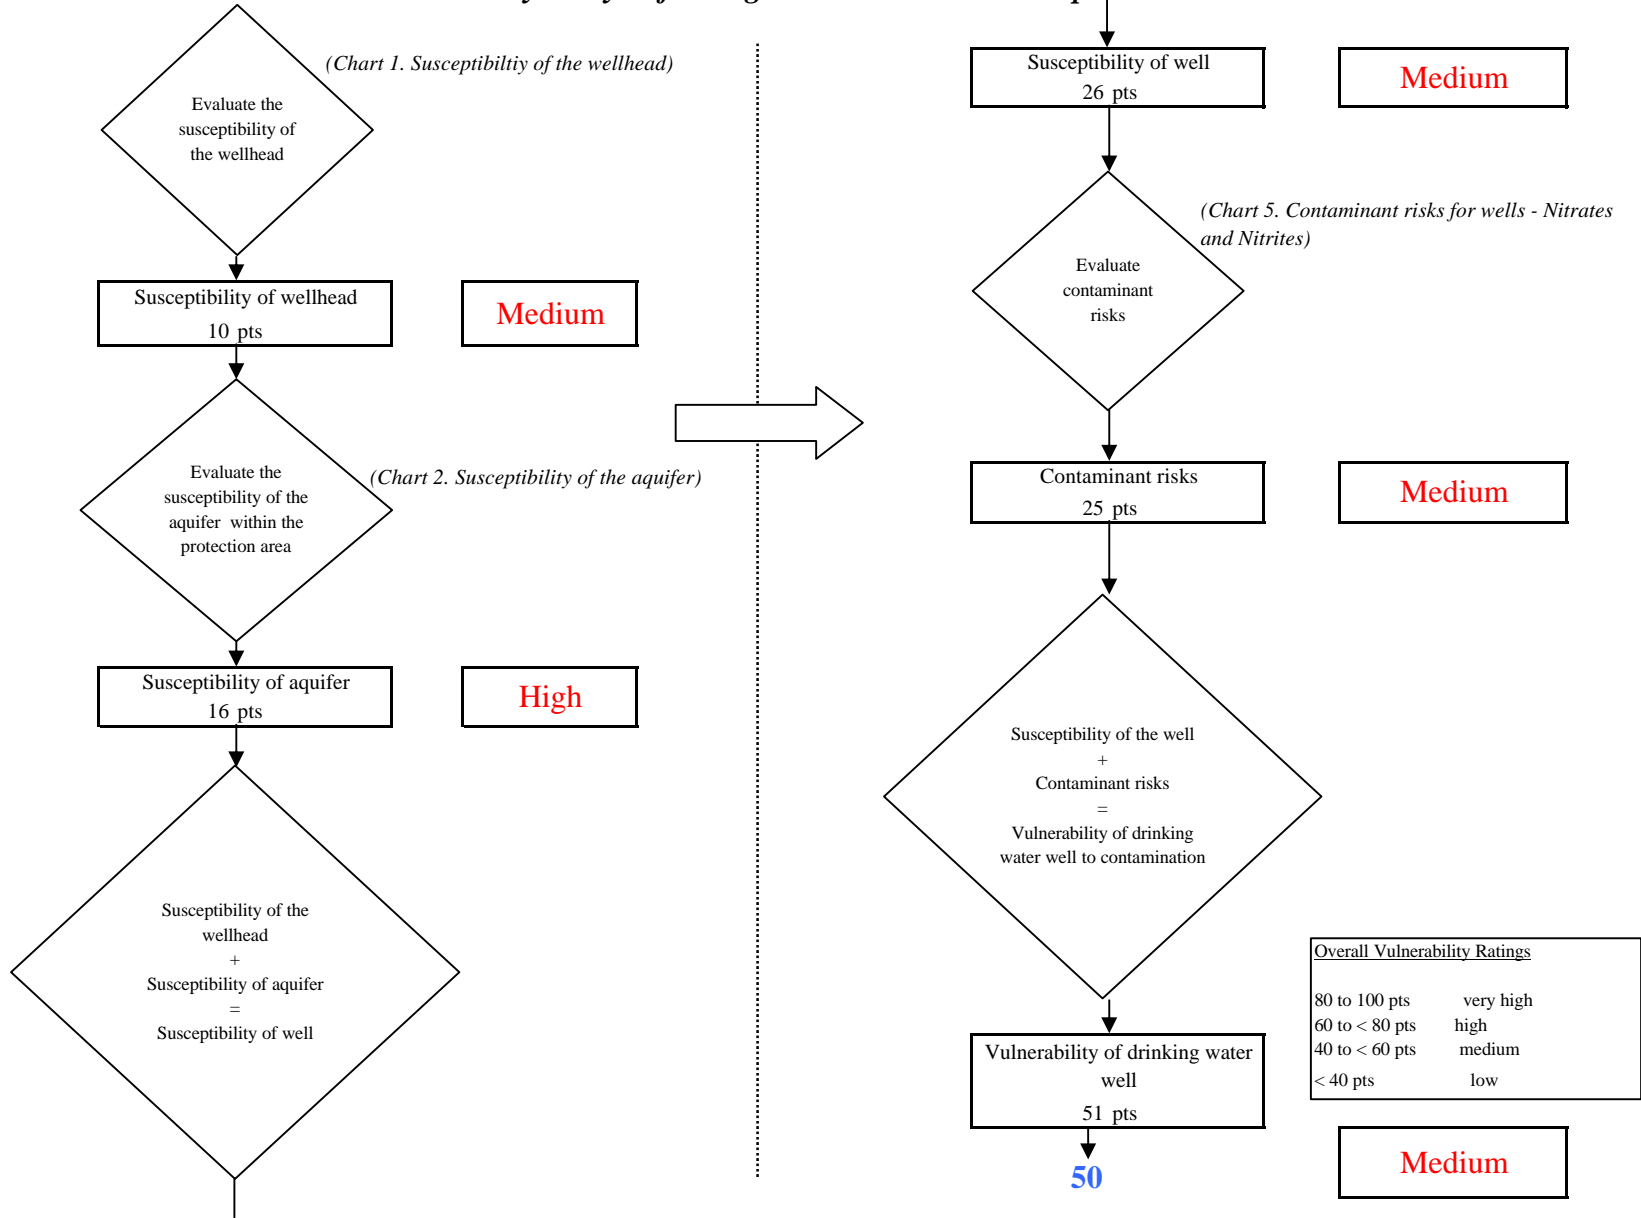 (Chart 1. Susceptibiltiy of the wellhead)
Evaluate the
susceptibility of
the wellhead
Susceptibility of wellhead
10 pts
Medium
Evaluate the
susceptibility of the
aquifer within the
protection area
(Chart 2. Susceptibility of the aquifer)
Susceptibility of aquifer
16 pts
High
Susceptibility of the
wellhead
+
Susceptibility of aquifer
=
Susceptibility of well
Susceptibility of well
26 pts
Medium
(Chart 5. Contaminant risks for wells - Nitrates
and Nitrites)
Evaluate
contaminant
risks
Contaminant risks
25 pts
Medium
Susceptibility of the well
+
Contaminant risks
=
Vulnerability of drinking
water well to contamination
Overall Vulnerability Ratings
80 to 100 pts very high
60 to < 80 pts high
40 to < 60 pts medium
< 40 pts low
Vulnerability of drinking water
well
51 pts
50
Medium